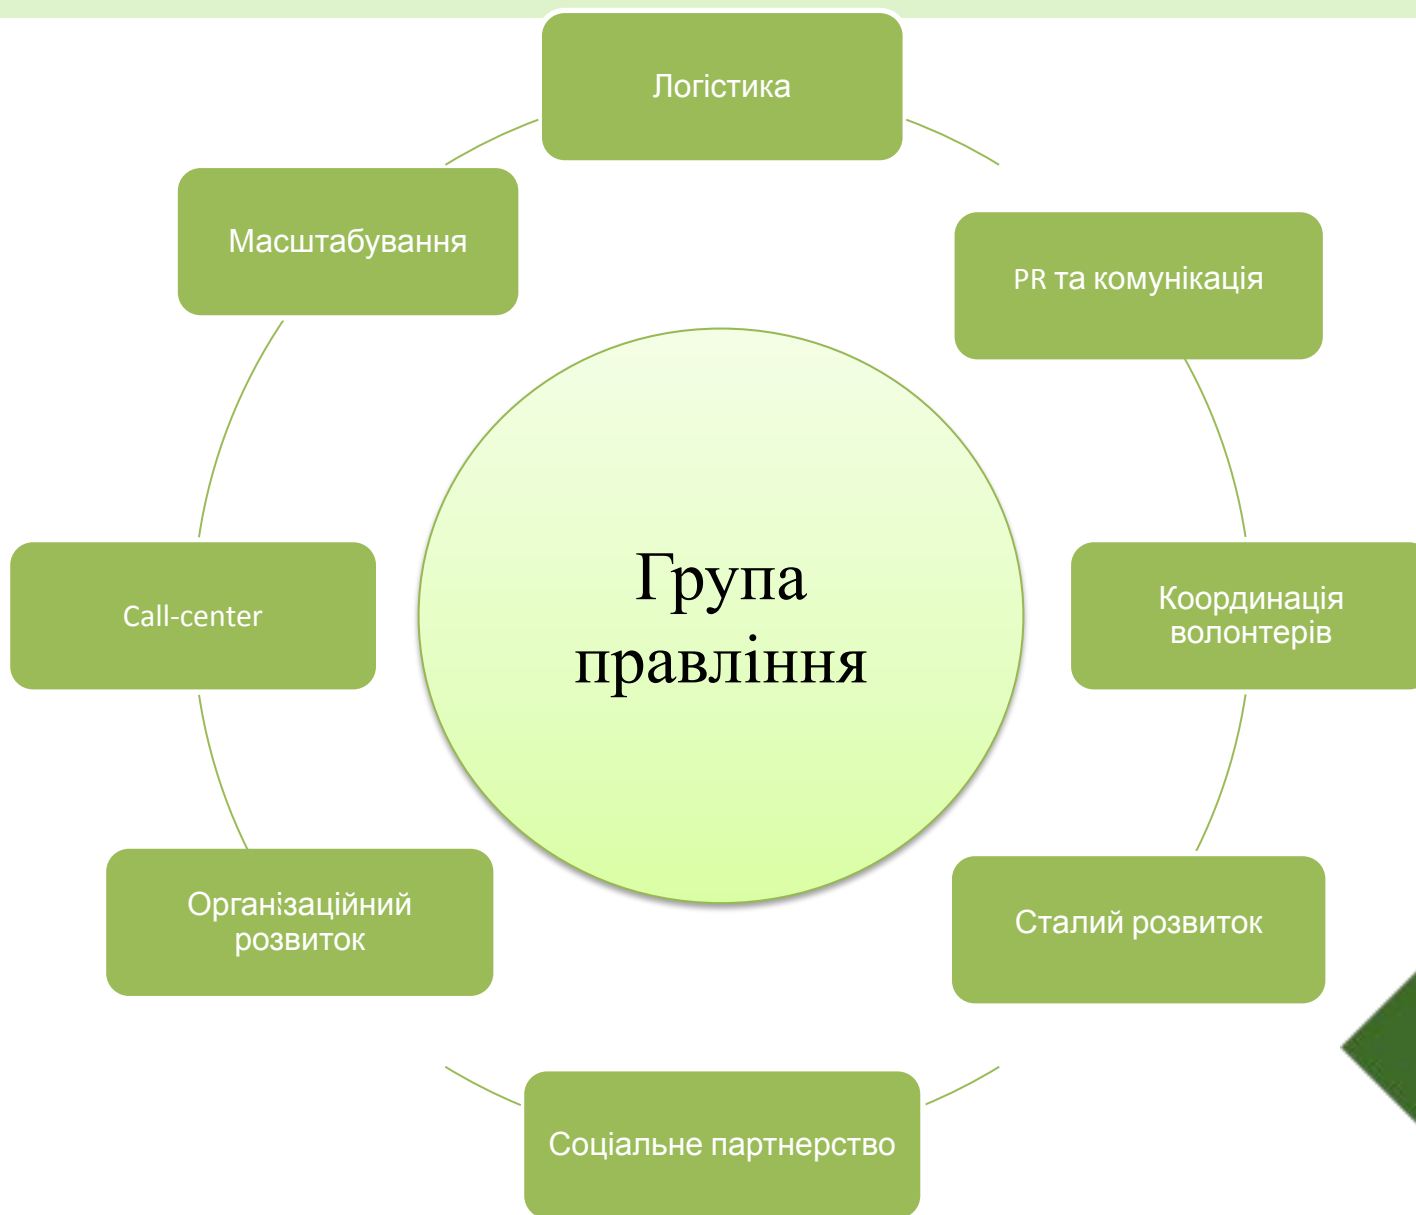 Логістика
PR та комунікація
Координація
волонтерів
Сталий розвиток
Соціальне партнерство
Організаційний
розвиток
Call-center
Масштабування
Група
правління